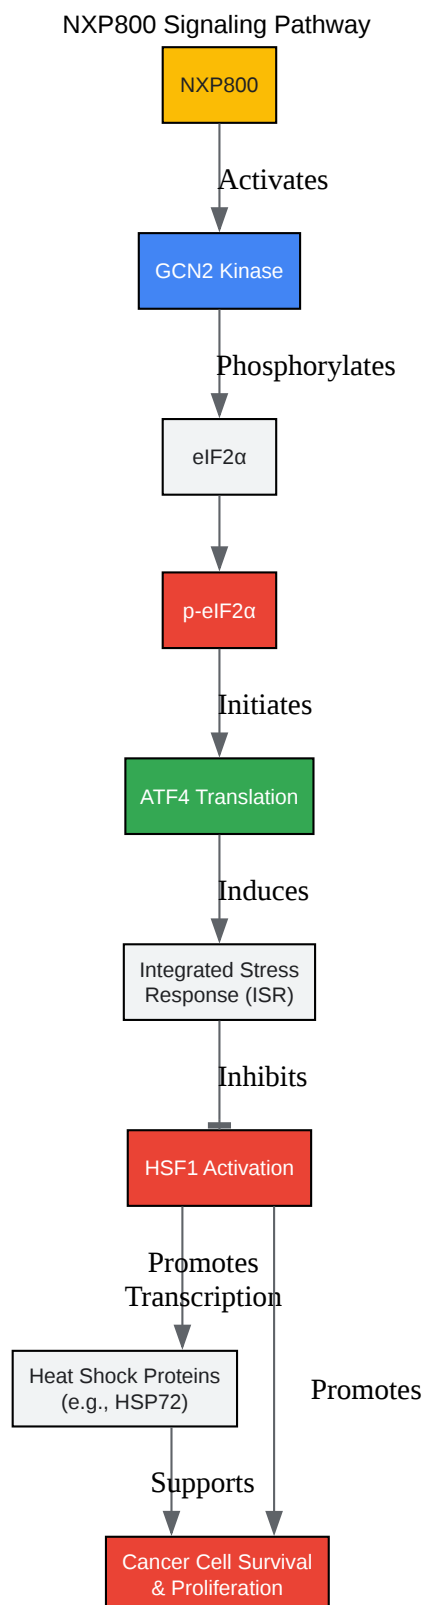 NXP800 Signaling Pathway
NXP800
Activates
GCN2 Kinase
Phosphorylates
eIF2α
p-eIF2α
Initiates
ATF4 Translation
Induces
Integrated Stress
Response (ISR)
Inhibits
HSF1 Activation
Promotes
Transcription
Heat Shock Proteins
(e.g., HSP72)
Promotes
Supports
Cancer Cell Survival
& Proliferation